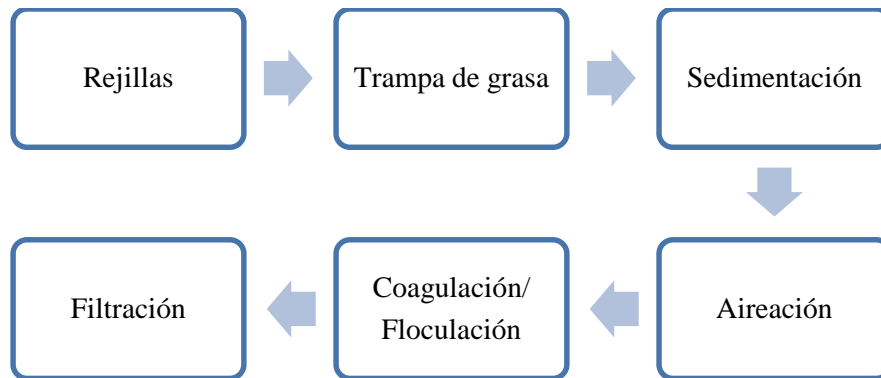 Rejillas
Trampa de grasa
Sedimentación
Aireación
Coagulación/
Floculación
Filtración